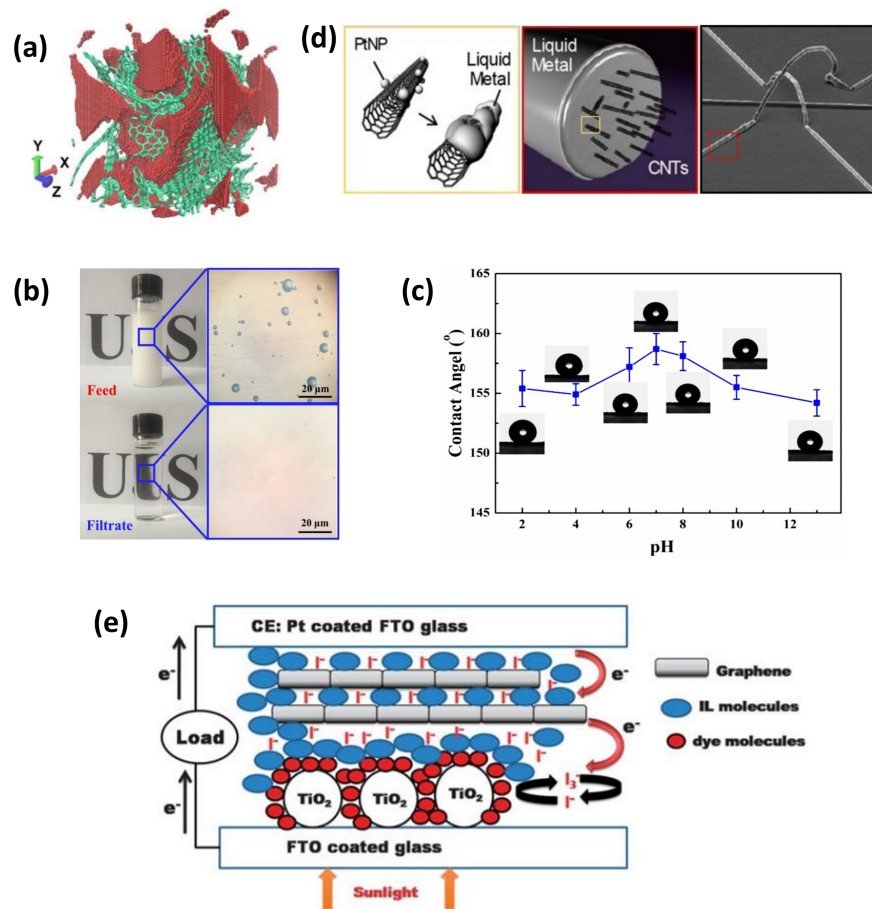 (a)
Y
X
Z
(d)
PtNP
Liquid
Metal
Liquid
Metal
CNTs
(b)
U S
Feed
20 μm
U S
Filtrate
20 μm
(c)
165
160
155
150
145
Contact Angel (°)
2
4
6
8
10
12
pH
(e)
CE: Pt coated FTO glass
e-
I- I- I- I- I-
e-
Graphene
I-
I- I- I- I- I-
IL molecules
e-
Load
I- I- I- I- I- I-
dye molecules
I-
TiO2
TiO2
TiO2
I3-
I-
e-
FTO coated glass
Sunlight